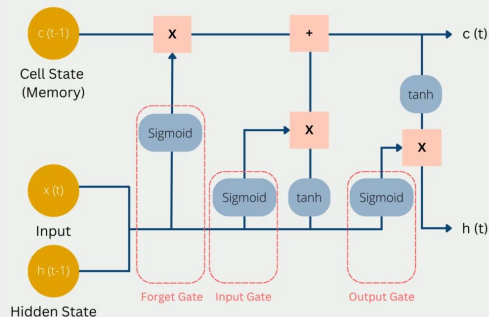 c (t-1)
X
+
c (t)
Cell State
(Memory)
tanh
Sigmoid
X
X
x (t)
Sigmoid
tanh
Sigmoid
Input
h (t)
h (t-1)
Forget Gate
Input Gate
Output Gate
Hidden State